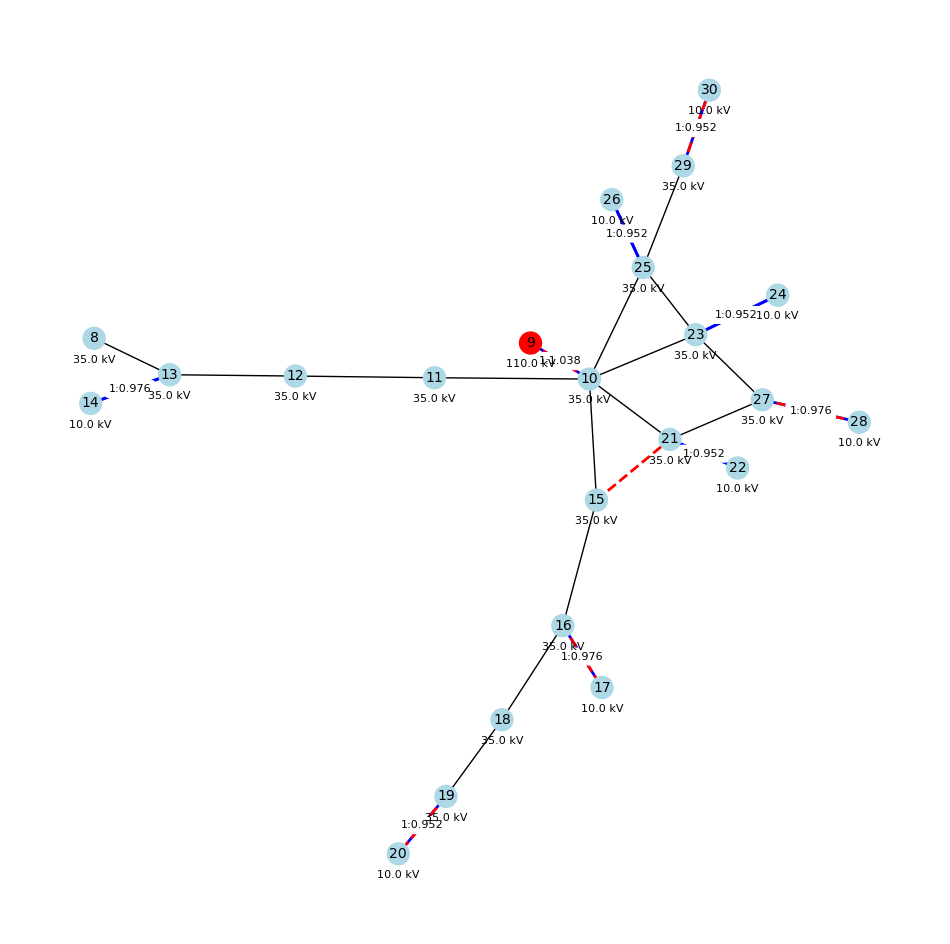 30
10.0 kV
1:0.952
29
35.0 kV
26
10.0 kV
1:0.952
25
35.0 kV
24
10.0 kV
1:0.952
23
35.0 kV
8
35.0 kV
9
110.0 kV
1:1.038
13
35.0 kV
12
35.0 kV
11
35.0 kV
10
35.0 kV
1:0.976
14
10.0 kV
27
35.0 kV
1:0.976
28
10.0 kV
21
35.0 kV
1:0.952
22
10.0 kV
15
35.0 kV
16
35.0 kV
1:0.976
17
10.0 kV
18
35.0 kV
19
35.0 kV
1:0.952
20
10.0 kV